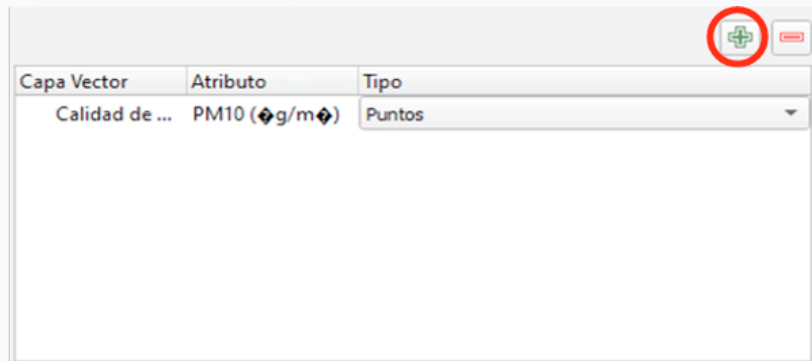 Capa Vector Atributo Tipo
Calidad de ... PM10 (�g/m�) Puntos